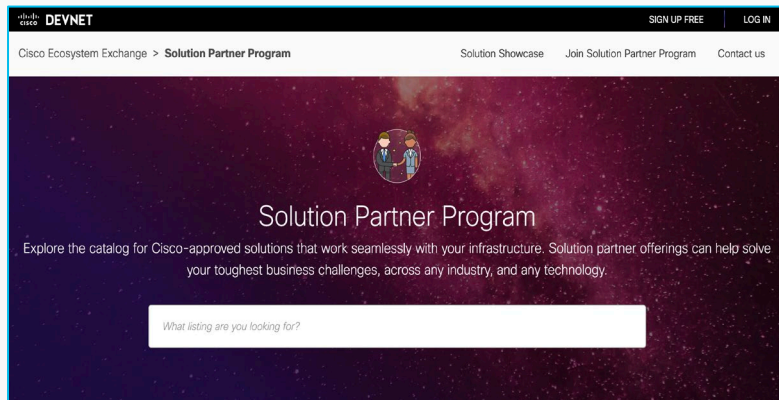 CISCO DEVNET SIGN UP FREE LOG IN
Cisco Ecosystem Exchange > Solution Partner Program Solution Showcase Join Solution Partner Program Contact us
Solution Partner Program
Explore the catalog for Cisco-approved solutions that work seamlessly with your infrastructure. Solution partner offerings can help solve
your toughest business challenges, across any industry, and any technology.
What listing are you looking for?